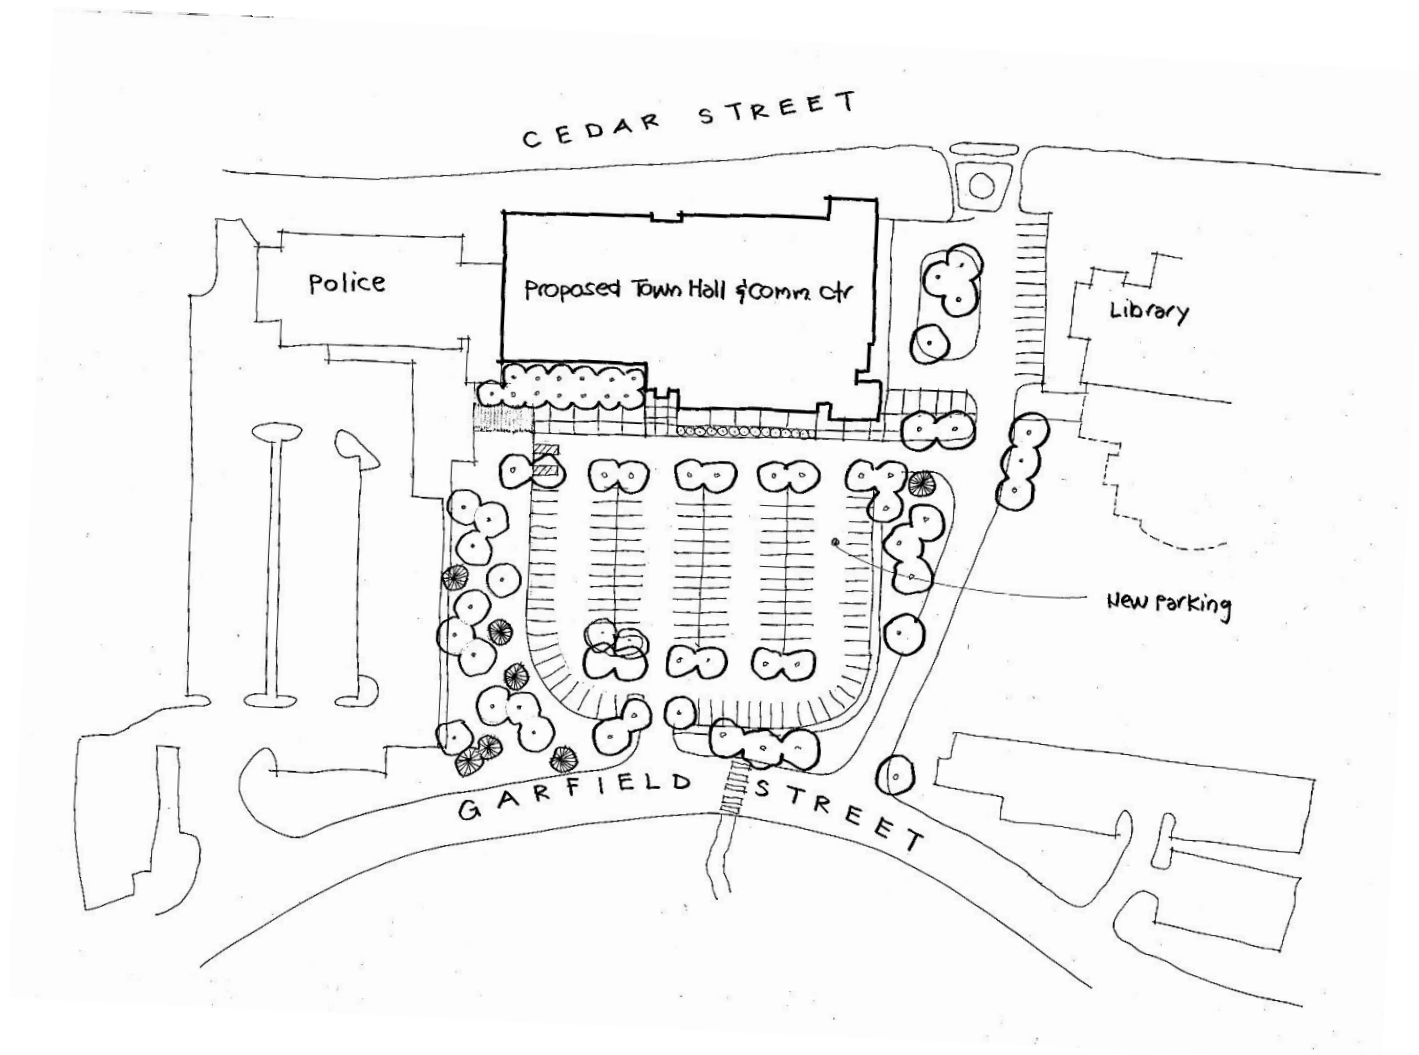 CEDAR STREET
Police
Proposed Town Hall & Comm. Ctr
Library
New Parking
GARFIELD STREET